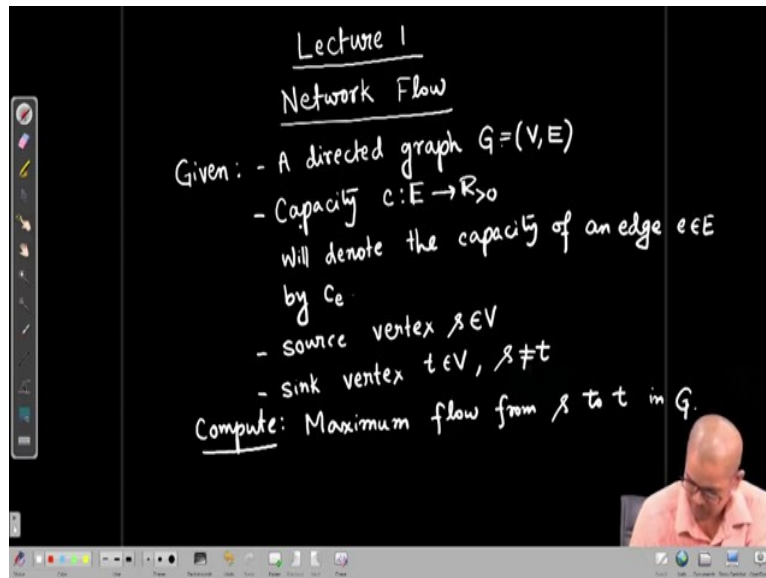 Lecture 1
Network Flow
Given: - A directed graph G=(V,E)
- Capacity c:E→ℝ>0
will denote the capacity of an edge e∈E
by Ce.
- source vertex s∈V
- sink vertex t∈V, s≠t
Compute: Maximum flow from s to t in G.